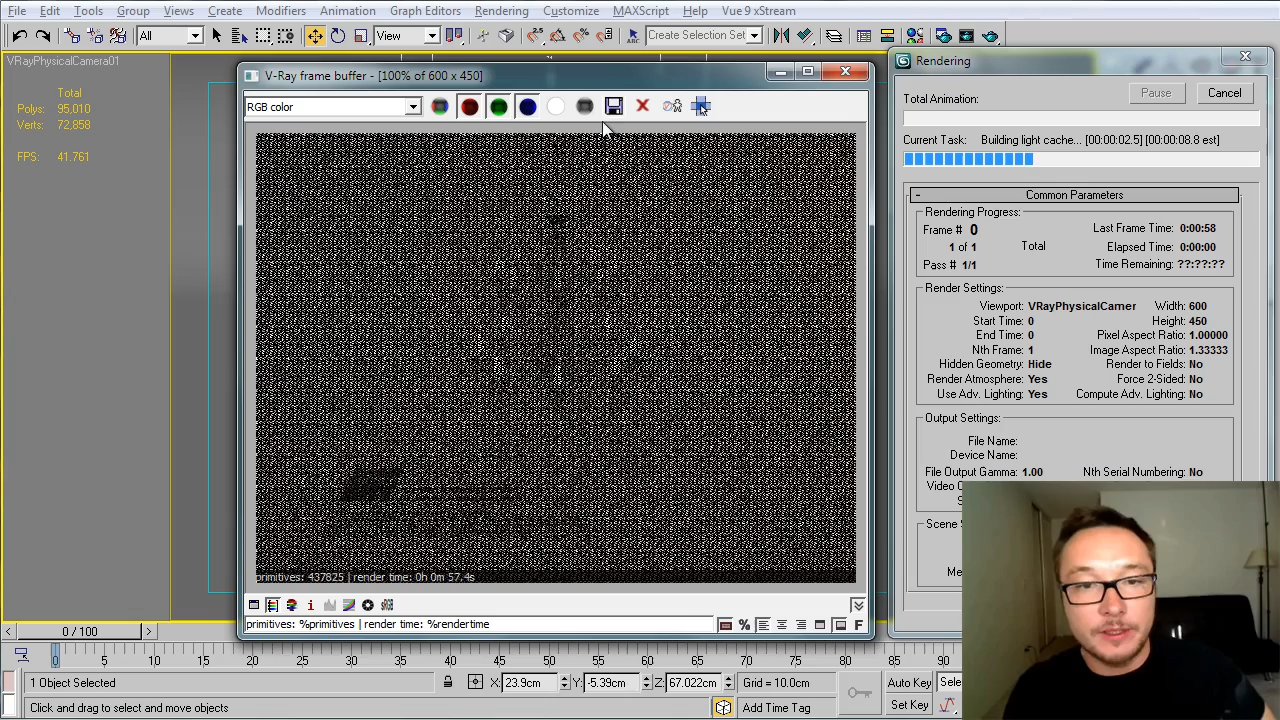 File Edit Tools Group Views Create Modifiers Animation Graph Editors Rendering Customize MAXScript Help Vue 9 xStream
All
View
Create Selection Set
VRayPhysicalCamera01
Total
Polys: 95,010
Verts: 72,858
FPS: 41.761
V-Ray frame buffer - [100% of 600 x 450]
RGB color
primitives: 437825 | render time: 0h 0m 57.4s
primitives: %primitives | render time: %rendertime
Rendering
Total Animation:
Pause
Cancel
Current Task: Building light cache... [00:00:02.5] [00:00:08.8 est]
Common Parameters
Rendering Progress:
Frame # 0
Last Frame Time: 0:00:58
1 of 1 Total
Elapsed Time: 0:00:00
Pass # 1/1
Time Remaining: ??:??:??
Render Settings:
Viewport: VRayPhysicalCamer
Width: 600
Start Time: 0
Height: 450
End Time: 0
Pixel Aspect Ratio: 1.00000
Nth Frame: 1
Image Aspect Ratio: 1.33333
Hidden Geometry: Hide
Render to Fields: No
Render Atmosphere: Yes
Force 2-Sided: No
Use Adv. Lighting: Yes
Compute Adv. Lighting: No
Output Settings:
File Name:
Device Name:
File Output Gamma: 1.00
Nth Serial Numbering: No
0 / 100
0 5 10 15 20 25 30 35 40 45 50 55 60 65 70 75 80 85 90
1 Object Selected
X: 23.9cm Y: -5.39cm Z: 67.022cm Grid = 10.0cm
Auto Key
Click and drag to select and move objects
Add Time Tag
Set Key